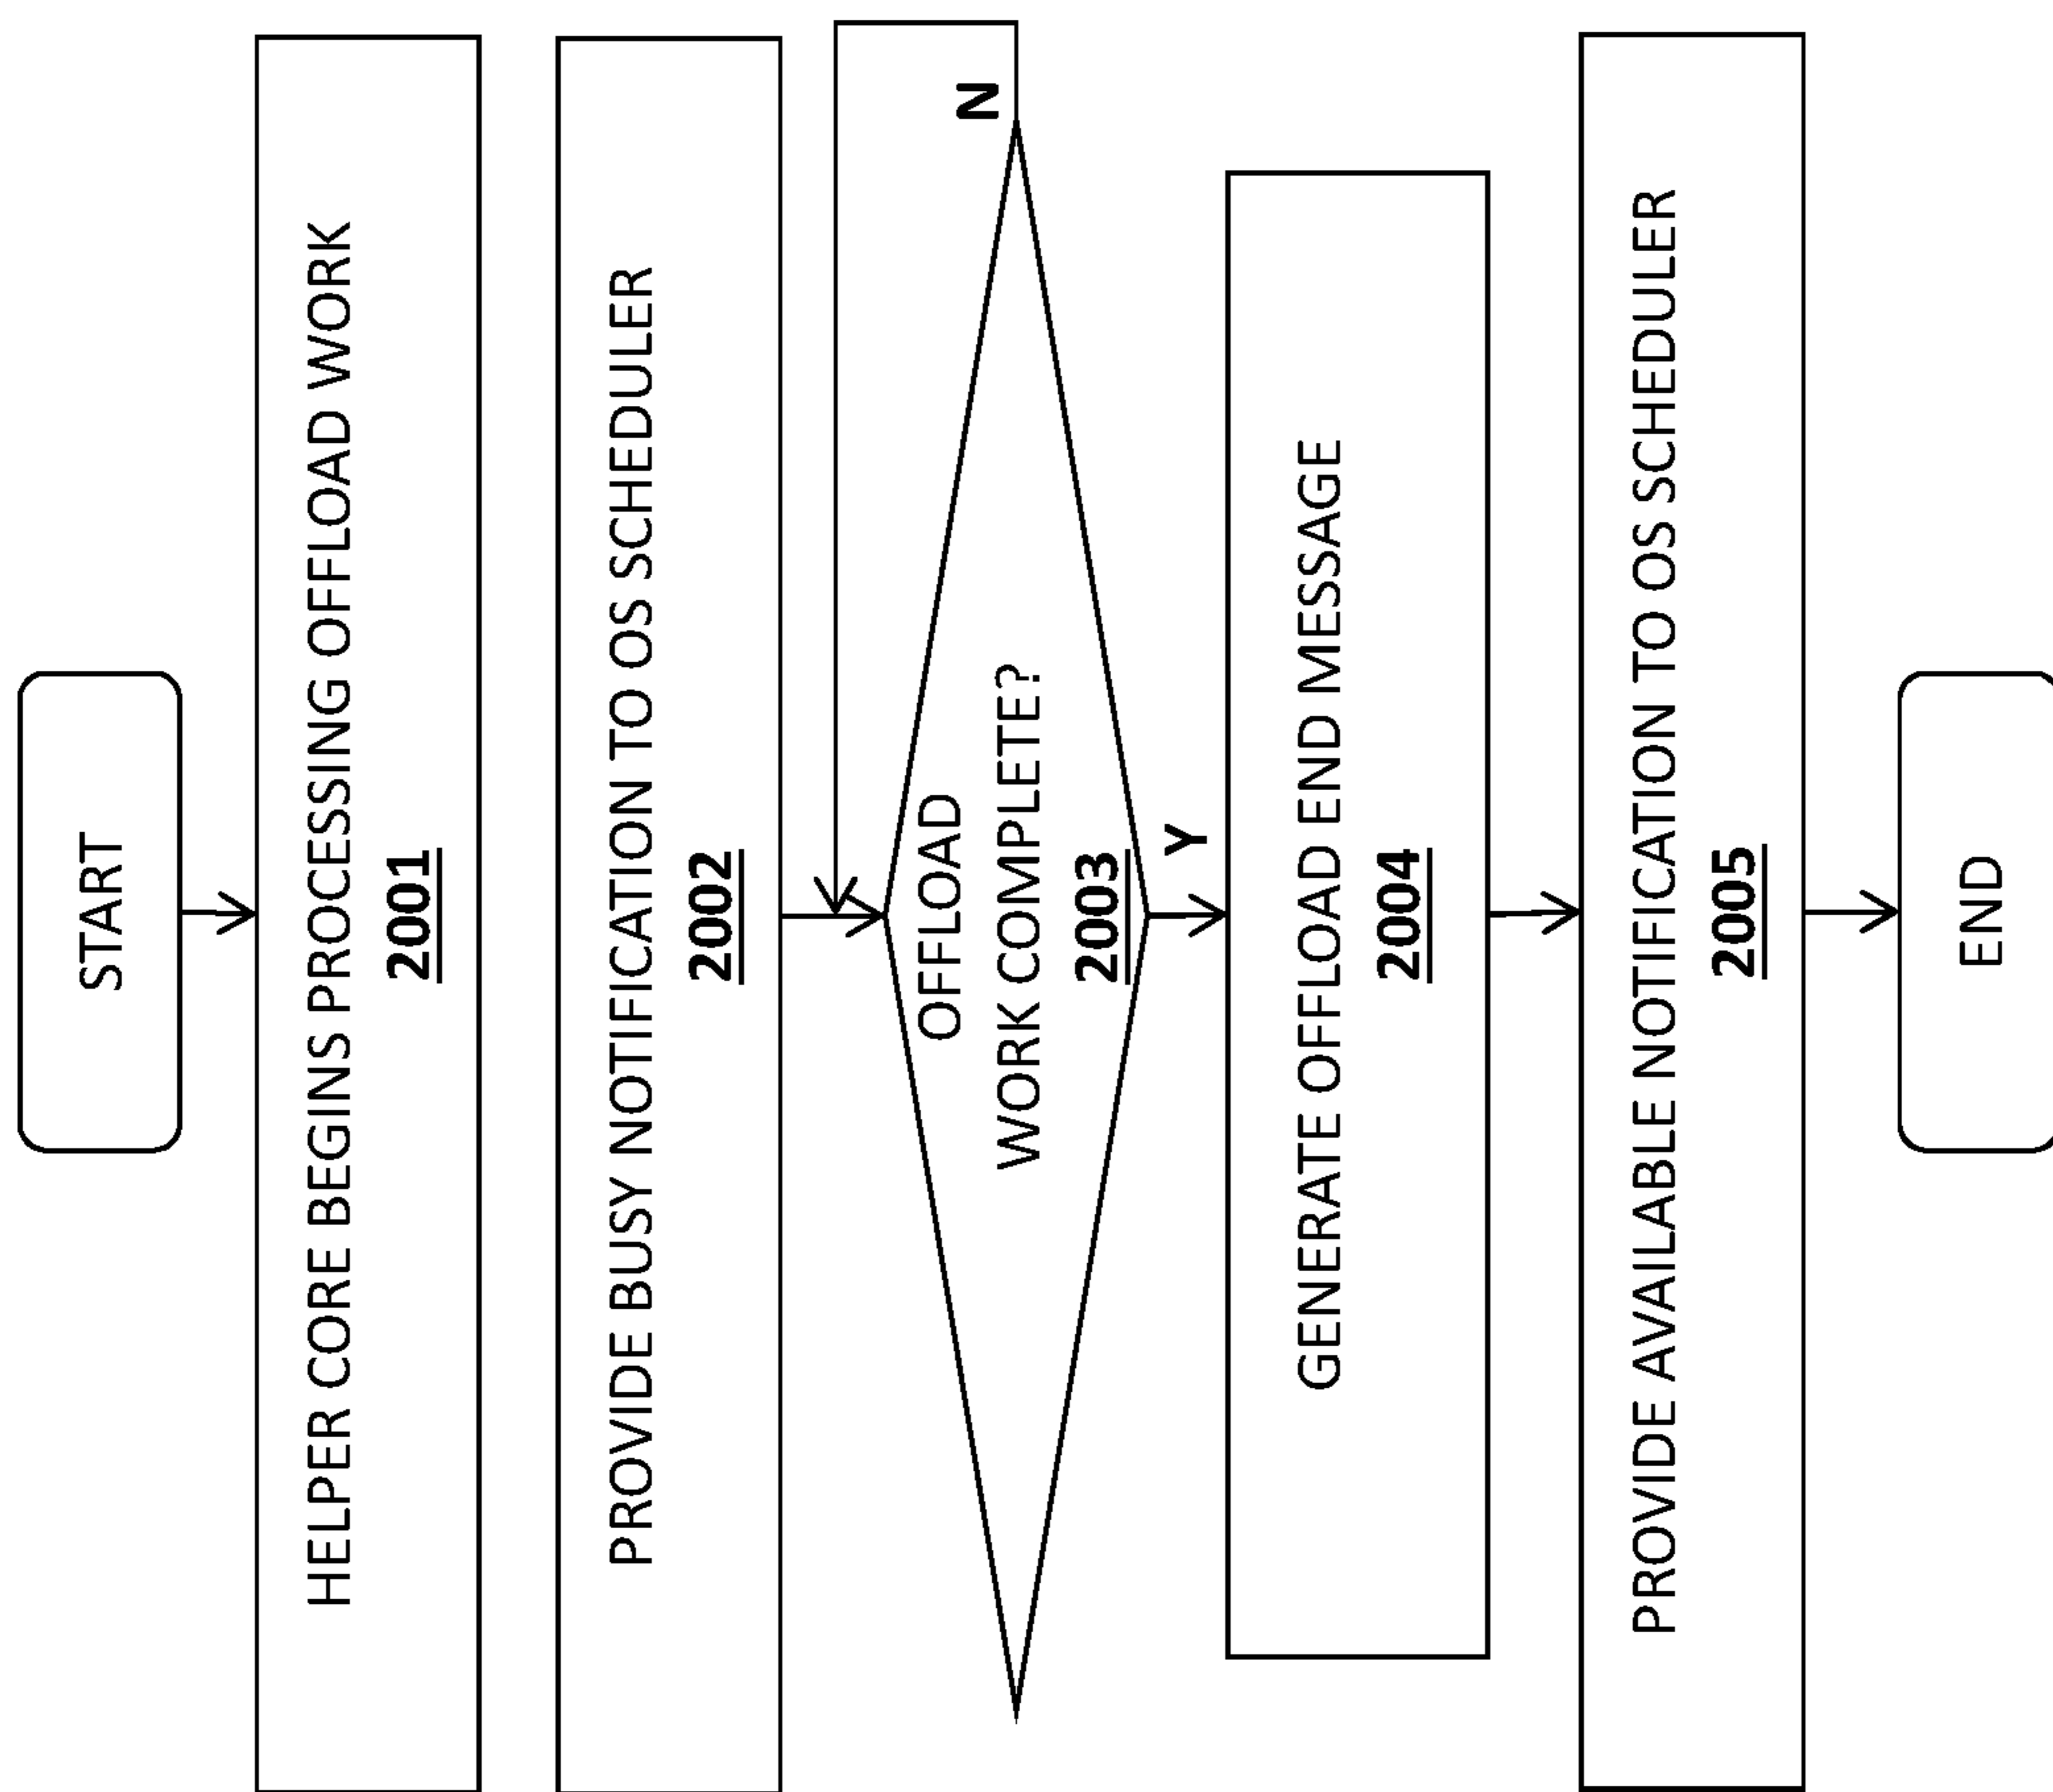 START
HELPER CORE BEGINS PROCESSING OFFLOAD WORK
2001
PROVIDE BUSY NOTIFICATION TO OS SCHEDULER
2002
OFFLOAD
WORK COMPLETE?
2003
N
Y
GENERATE OFFLOAD END MESSAGE
2004
PROVIDE AVAILABLE NOTIFICATION TO OS SCHEDULER
2005
END